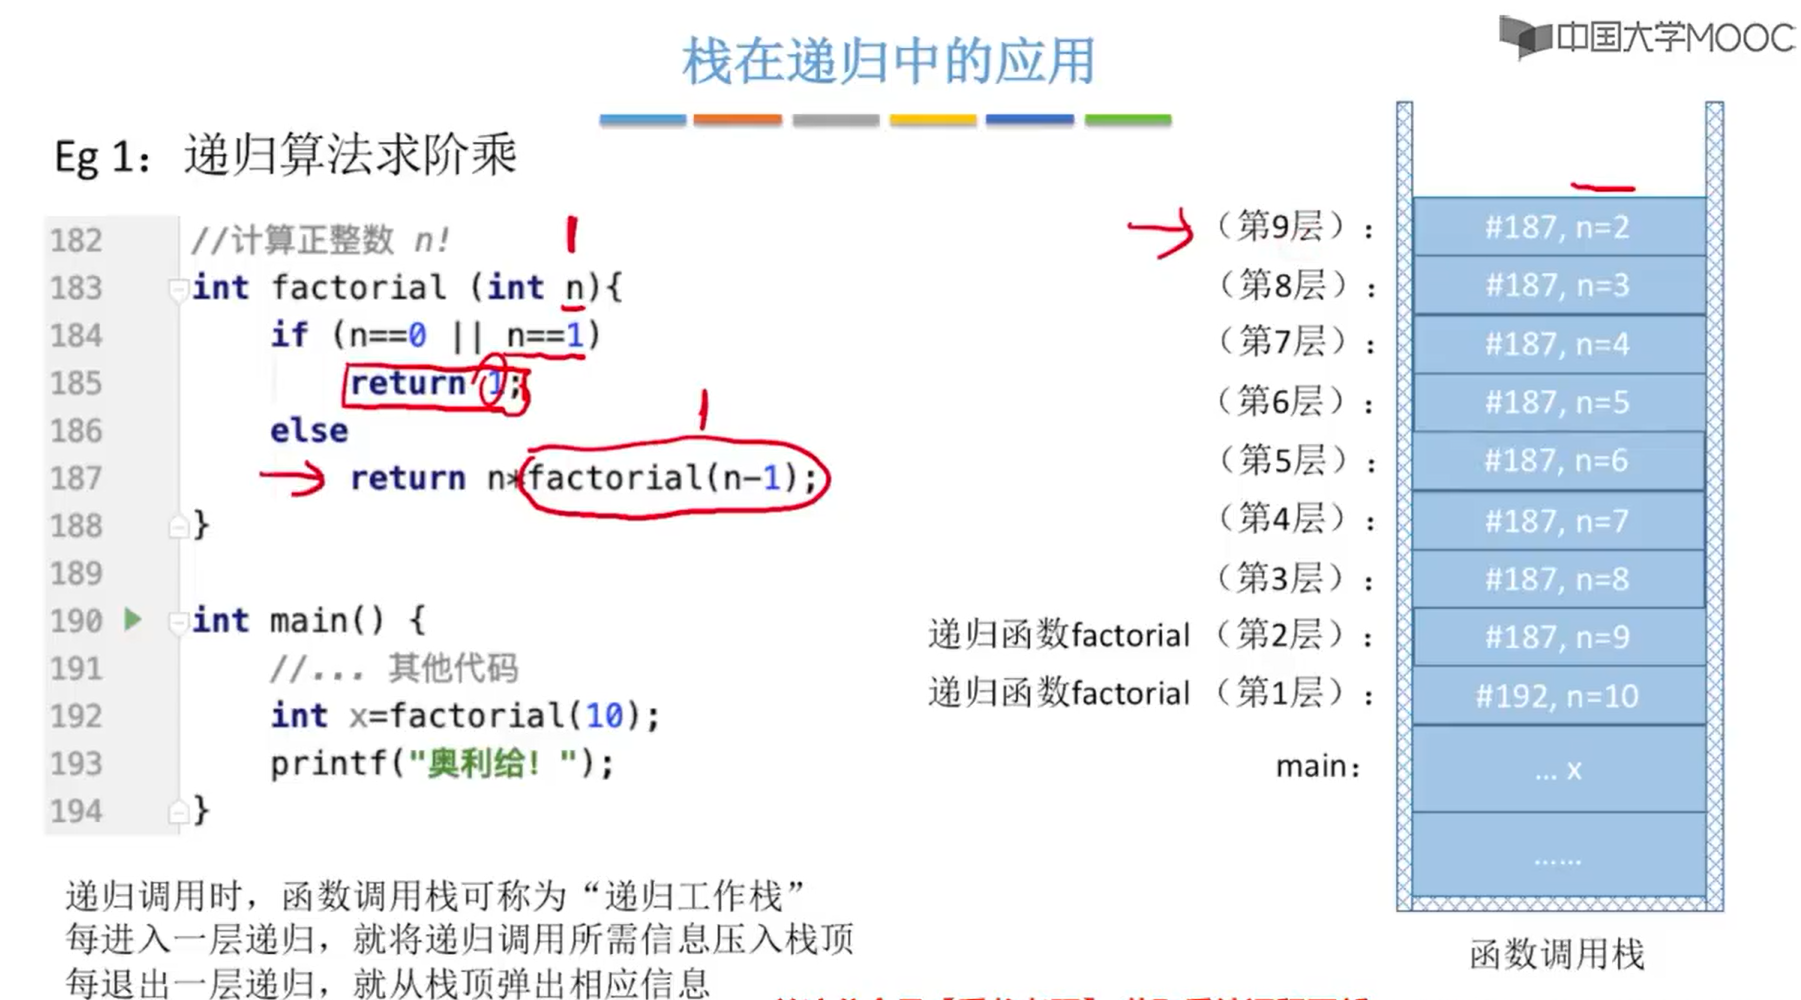 中国大学MOOC
栈在递归中的应用
Eg 1：递归算法求阶乘
182 //计算正整数 n!
183 int factorial (int n){
184 if (n==0 || n==1)
185 return 1;
186 else
187 return n*factorial(n-1);
188 }
189
190 int main() {
191 //... 其他代码
192 int x=factorial(10);
193 printf("奥利给！");
194 }
1
1
（第9层）： #187, n=2
（第8层）： #187, n=3
（第7层）： #187, n=4
（第6层）： #187, n=5
（第5层）： #187, n=6
（第4层）： #187, n=7
（第3层）： #187, n=8
递归函数factorial （第2层）： #187, n=9
递归函数factorial （第1层）： #192, n=10
main： ... x
……
函数调用栈
递归调用时，函数调用栈可称为“递归工作栈”
每进入一层递归，就将递归调用所需信息压入栈顶
每退出一层递归，就从栈顶弹出相应信息